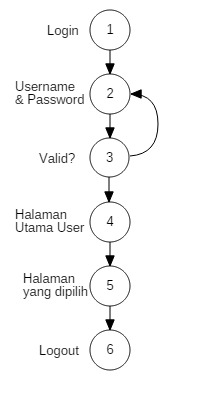 Login 1
Username
& Password 2
Valid? 3
Halaman
Utama User 4
Halaman
yang dipilih 5
Logout 6